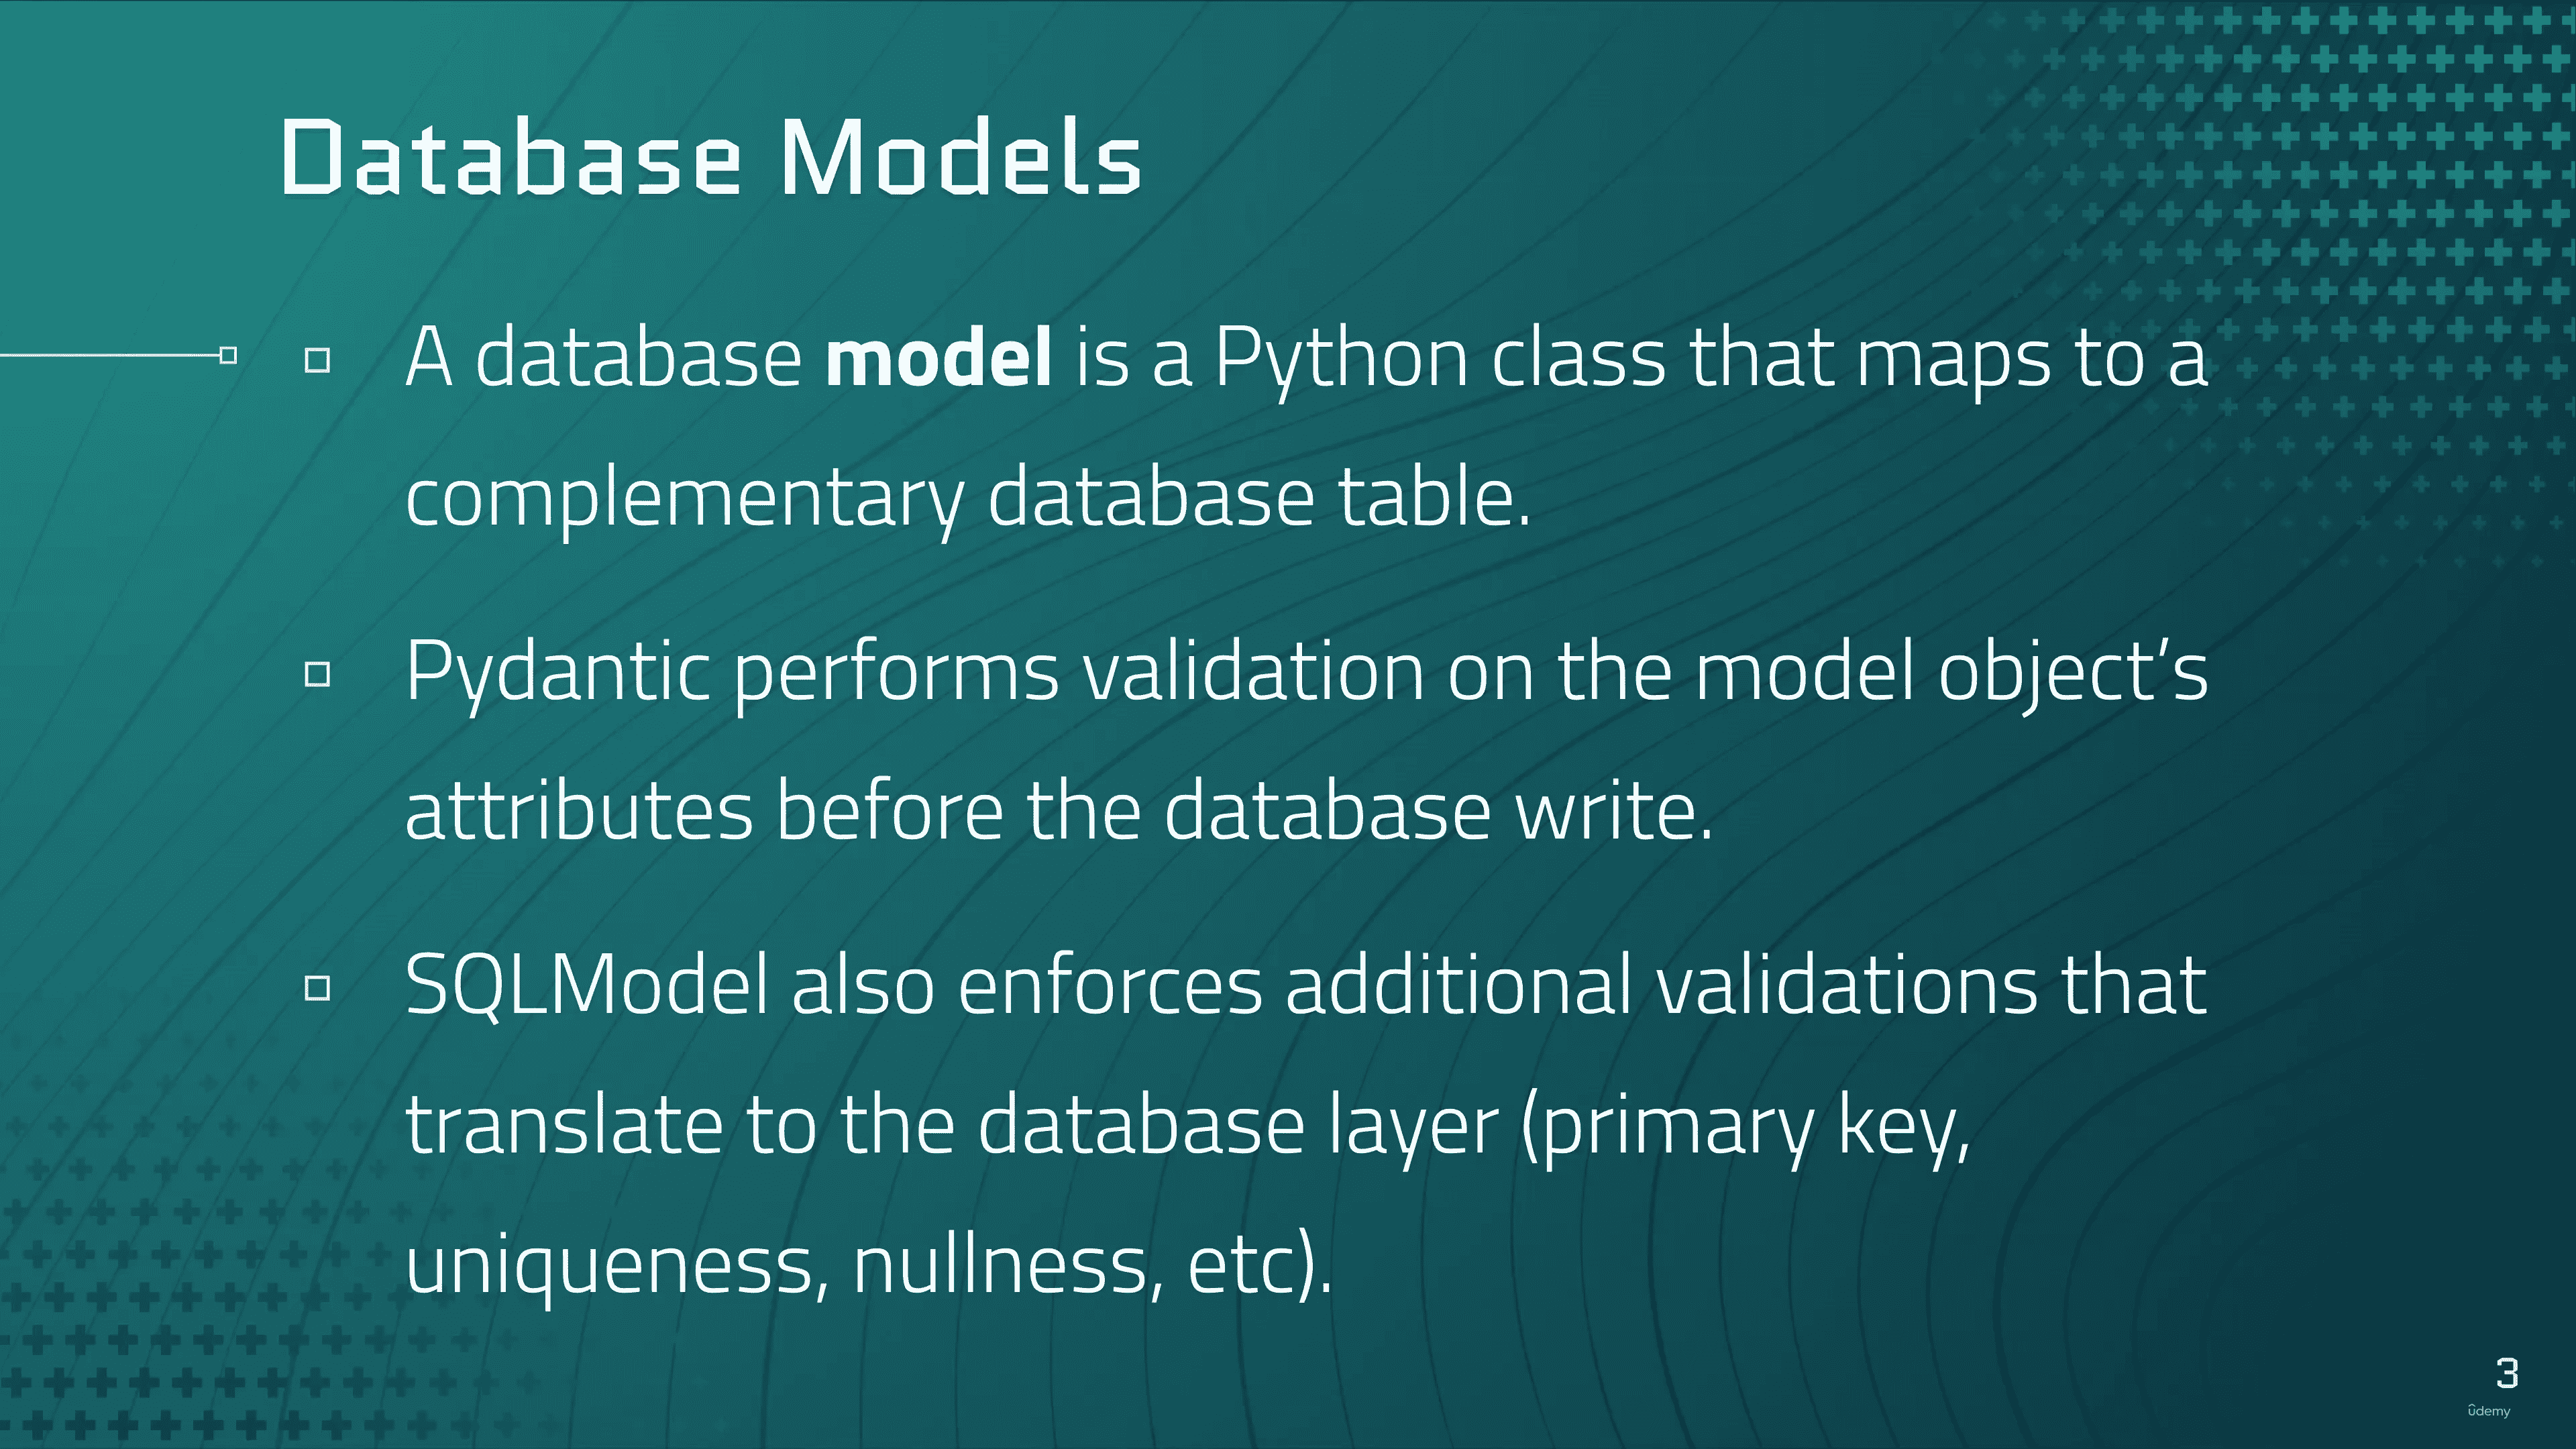 Database Models
A database model is a Python class that maps to a
complementary database table.
Pydantic performs validation on the model object’s
attributes before the database write.
SQLModel also enforces additional validations that
translate to the database layer (primary key,
uniqueness, nullness, etc).
3
ûdemy